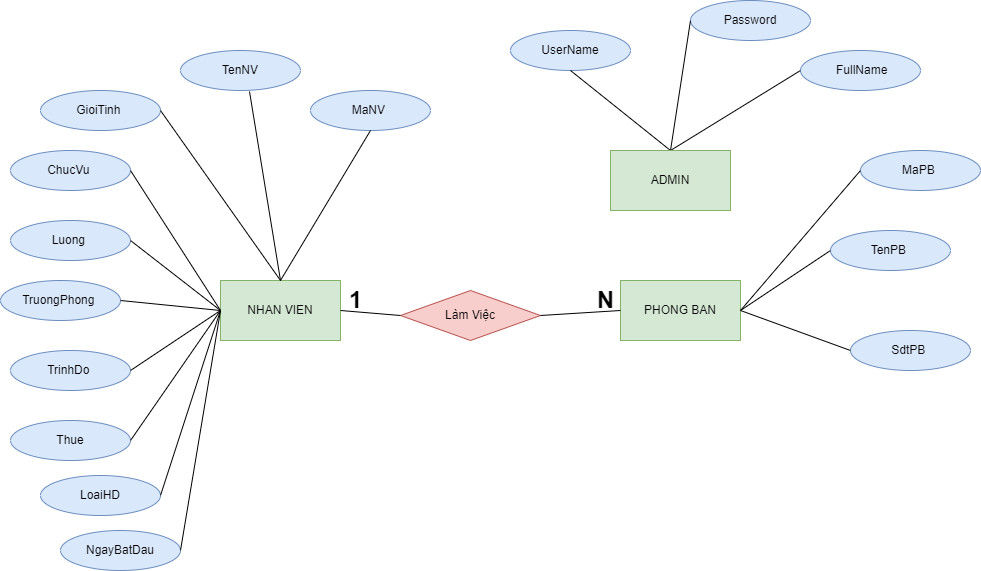 Password
UserName
FullName
TenNV
GioiTinh
MaNV
ChucVu
ADMIN
MaPB
Luong
TenPB
TruongPhong
NHAN VIEN
1
Làm Việc
N
PHONG BAN
SdtPB
TrinhDo
Thue
LoaiHD
NgayBatDau